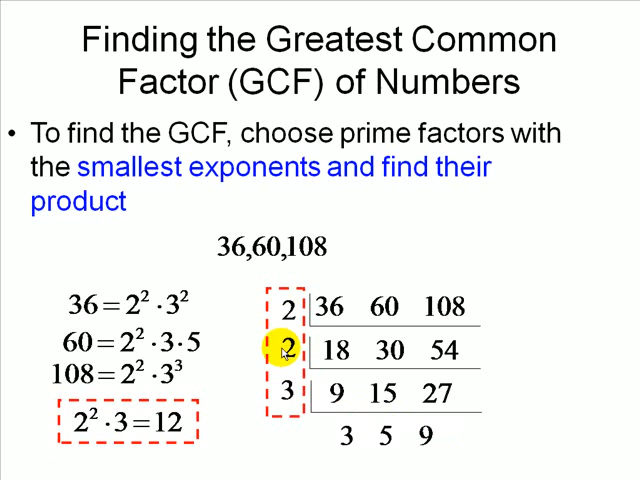 Finding the Greatest Common
Factor (GCF) of Numbers
• To find the GCF, choose prime factors with
the smallest exponents and find their
product
36,60,108
36 = 2² · 3²
60 = 2² · 3 · 5
108 = 2² · 3³
2² · 3 = 12
2 36 60 108
2 18 30 54
3 9 15 27
3 5 9